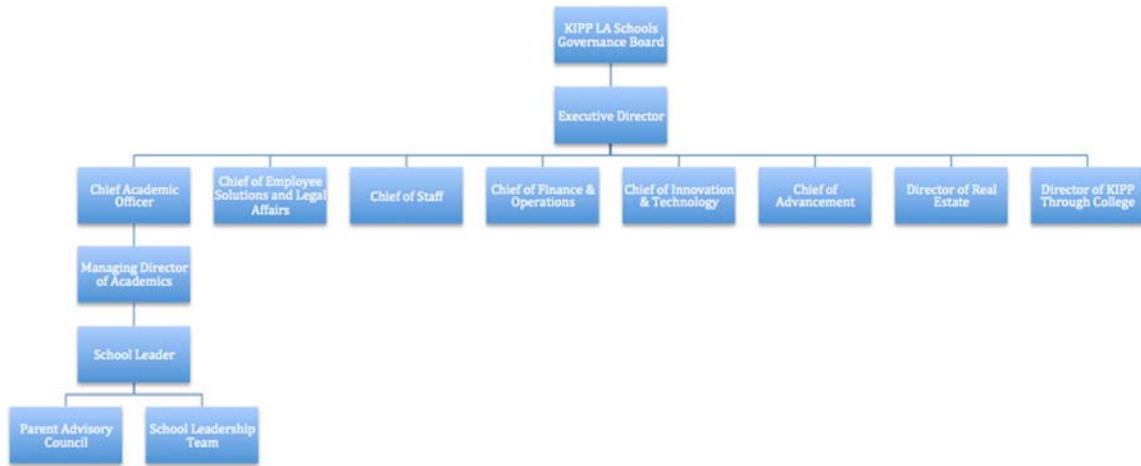 KIPP LA Schools
Governance Board
Executive Director
Chief Academic
Officer
Chief of Employee
Solutions and Legal
Affairs
Chief of Staff
Chief of Finance &
Operations
Chief of Innovation
& Technology
Chief of
Advancement
Director of Real
Estate
Director of KIPP
Through College
Managing Director
of Academics
School Leader
Parent Advisory
Council
School Leadership
Team